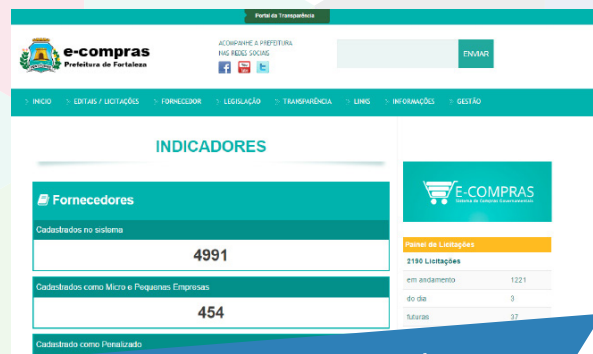 Portal da Transparência
e-compras
Prefeitura de Fortaleza
ACOMPANHE A PREFEITURA
NAS REDES SOCIAIS
You
Tube
ENVIAR
INICIO
EDITAIS / LICITAÇÕES
FORNECEDOR
LEGISLAÇÃO
TRANSPARÊNCIA
LINKS
INFORMAÇÕES
GESTÃO
INDICADORES
Fornecedores
Cadastrados no sistema
4991
Cadastrados como Micro e Pequenas Empresas
454
Cadastrado como Penalizado
E-COMPRAS
Sistema de Compras Governamentais
Painel de Licitações
2190 Licitações
em andamento 1221
do dia 3
futuras 37